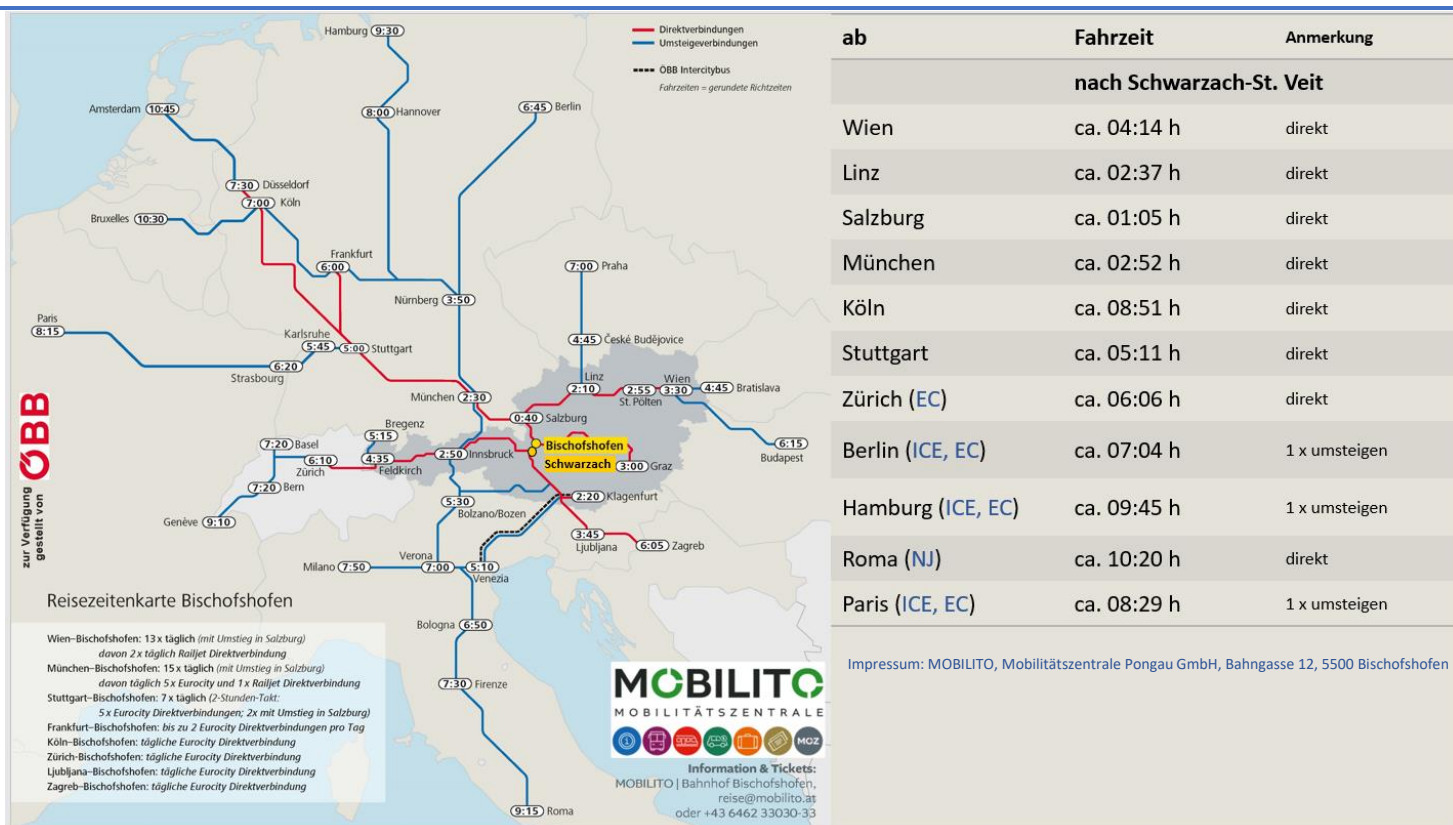 Hamburg 9:30
Direktverbindungen
Umsteigeverbindungen
ÖBB Intercitybus
Fahrzeiten = gerundete Richtzeiten
Amsterdam 10:45
8:00 Hannover
6:45 Berlin
7:30 Düsseldorf
7:00 Köln
Bruxelles 10:30
Frankfurt
6:00
7:00 Praha
Nürnberg 3:50
Paris
8:15
Karlsruhe
5:45
5:00 Stuttgart
6:20
Strasbourg
4:45 České Budějovice
München 2:30
Linz
2:10
2:55
St. Pölten
Wien
3:30
4:45 Bratislava
0:40 Salzburg
Bregenz
5:15
7:20 Basel
6:10
Zürich
4:35
Feldkirch
2:50 Innsbruck
Bischofshofen
Schwarzach
3:00 Graz
6:15
Budapest
7:20 Bern
Genève 9:10
5:30
Bolzano/Bozen
2:20 Klagenfurt
3:45
Ljubljana
6:05 Zagreb
Verona
Milano 7:50
7:00
5:10
Venezia
Bologna 6:50
7:30 Firenze
9:15 Roma
zur Verfügung
gestellt von
ÖBB
Reisezeitenkarte Bischofshofen
Wien–Bischofshofen: 13 x täglich (mit Umstieg in Salzburg)
davon 2 x täglich Railjet Direktverbindung
München–Bischofshofen: 15 x täglich (mit Umstieg in Salzburg)
davon täglich 5 x Eurocity und 1 x Railjet Direktverbindung
Stuttgart–Bischofshofen: 7 x täglich (2-Stunden-Takt:
5 x Eurocity Direktverbindungen; 2x mit Umstieg in Salzburg)
Frankfurt–Bischofshofen: bis zu 2 Eurocity Direktverbindungen pro Tag
Köln–Bischofshofen: tägliche Eurocity Direktverbindung
Zürich-Bischofshofen: tägliche Eurocity Direktverbindung
Ljubljana–Bischofshofen: tägliche Eurocity Direktverbindung
Zagreb–Bischofshofen: tägliche Eurocity Direktverbindung
MOBILITO
MOBILITÄTSZENTRALE
MOZ
Information & Tickets:
MOBILITO | Bahnhof Bischofshofen,
reise@mobilito.at
oder +43 6462 33030-33
ab Fahrzeit Anmerkung
nach Schwarzach-St. Veit
Wien ca. 04:14 h direkt
Linz ca. 02:37 h direkt
Salzburg ca. 01:05 h direkt
München ca. 02:52 h direkt
Köln ca. 08:51 h direkt
Stuttgart ca. 05:11 h direkt
Zürich (EC) ca. 06:06 h direkt
Berlin (ICE, EC) ca. 07:04 h 1 x umsteigen
Hamburg (ICE, EC) ca. 09:45 h 1 x umsteigen
Roma (NJ) ca. 10:20 h direkt
Paris (ICE, EC) ca. 08:29 h 1 x umsteigen
Impressum: MOBILITO, Mobilitätszentrale Pongau GmbH, Bahngasse 12, 5500 Bischofshofen